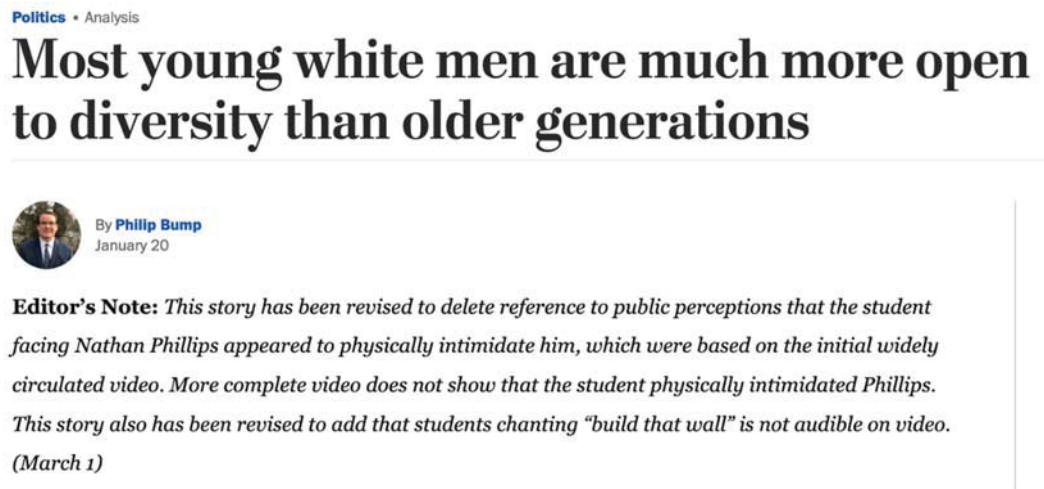 Politics • Analysis
Most young white men are much more open
to diversity than older generations
By Philip Bump
January 20
Editor's Note: This story has been revised to delete reference to public perceptions that the student
facing Nathan Phillips appeared to physically intimidate him, which were based on the initial widely
circulated video. More complete video does not show that the student physically intimidated Phillips.
This story also has been revised to add that students chanting “build that wall” is not audible on video.
(March 1)